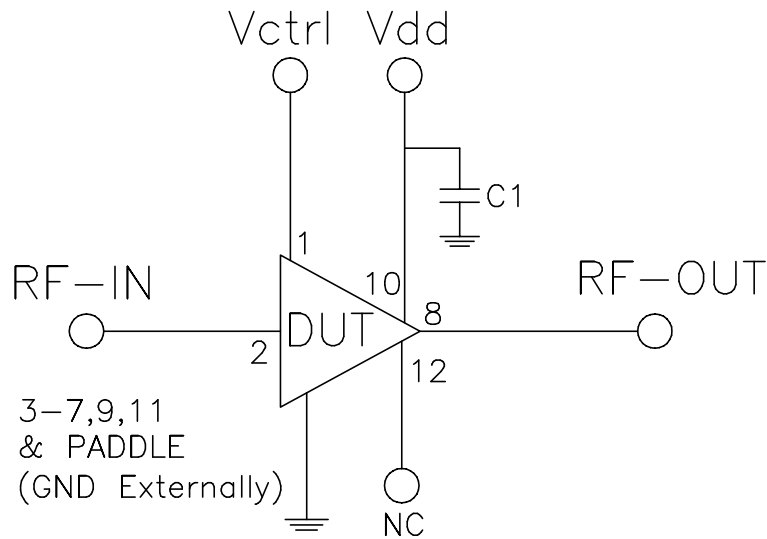 Vctrl Vdd
C1
1
10
RF-IN
RF-OUT
8
DUT
2
12
3-7,9,11
& PADDLE
(GND Externally)
NC